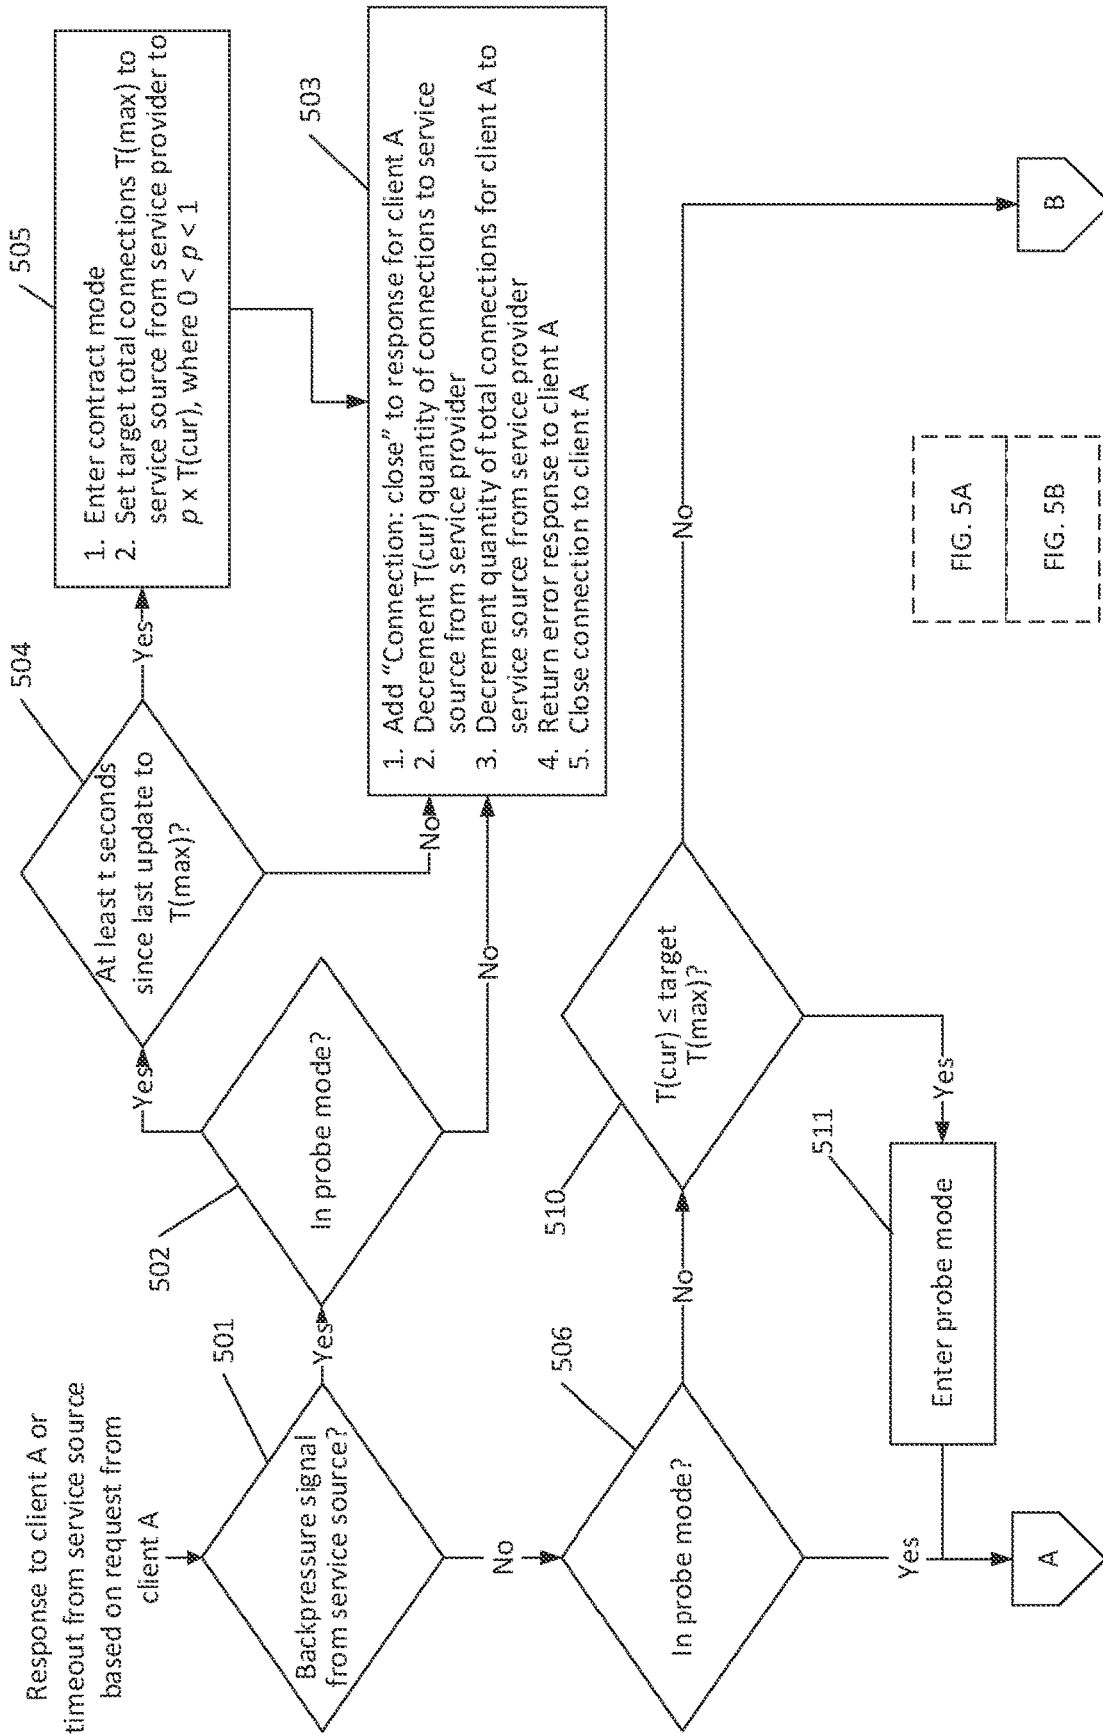 Response to client A or
timeout from service source
based on request from
client A
501
Backpressure signal
from service source?
Yes
No
502
In probe mode?
Yes
No
504
At least t seconds
since last update to
T(max)?
Yes
No
505
1. Enter contract mode
2. Set target total connections T(max) to
service source from service provider to
p x T(cur), where 0 < p < 1
503
1. Add “Connection: close” to response for client A
2. Decrement T(cur) quantity of connections to service
source from service provider
3. Decrement quantity of total connections for client A to
service source from service provider
4. Return error response to client A
5. Close connection to client A
506
In probe mode?
No
Yes
510
T(cur) ≤ target
T(max)?
No
Yes
511
Enter probe mode
A
B
FIG. 5A
FIG. 5B